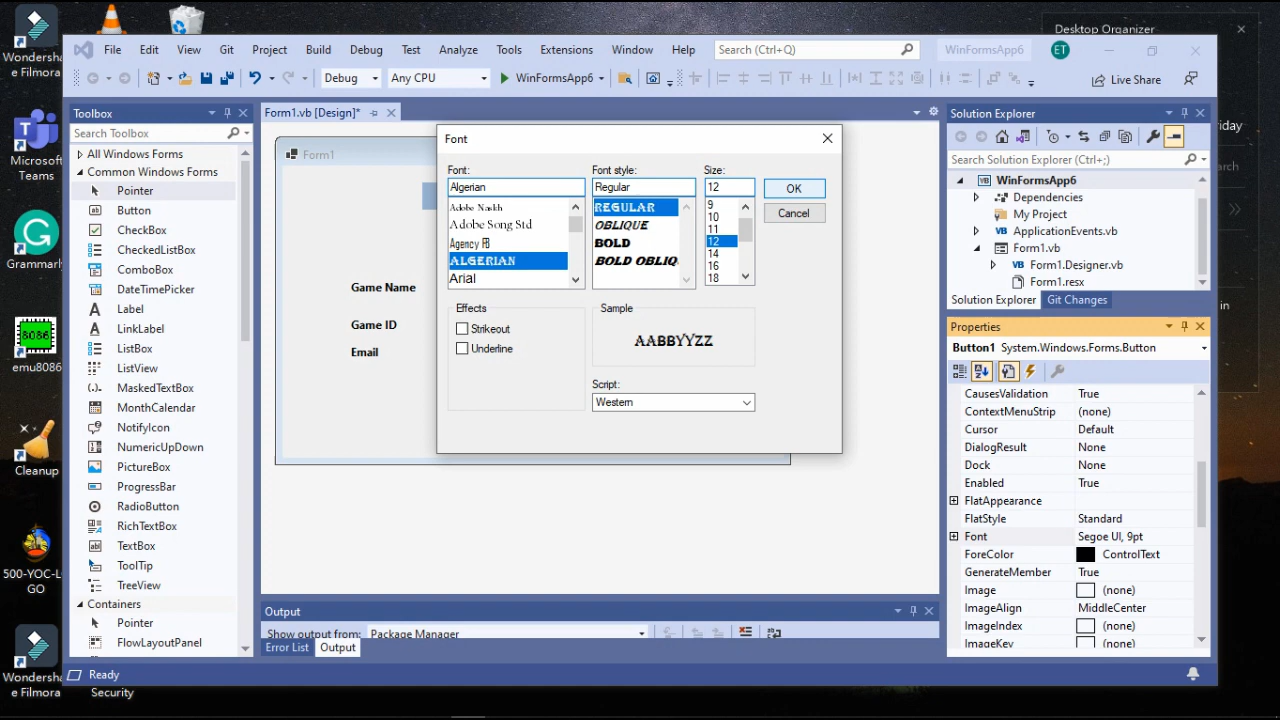 Wondersha
e Filmora
Microsoft
Teams
Grammarl
8086
emu8086
Cleanup
500-YOC-L
GO
Wondersha
e Filmora
Security
Desktop Organizer
File Edit View Git Project Build Debug Test Analyze Tools Extensions Window Help Search (Ctrl+Q) WinFormsApp6 ET
Debug Any CPU WinFormsApp6 Live Share
Toolbox
Search Toolbox
All Windows Forms
Common Windows Forms
Pointer
Button
CheckBox
CheckedListBox
ComboBox
DateTimePicker
Label
LinkLabel
ListBox
ListView
MaskedTextBox
MonthCalendar
NotifyIcon
NumericUpDown
PictureBox
ProgressBar
RadioButton
RichTextBox
TextBox
ToolTip
TreeView
Containers
Pointer
FlowLayoutPanel
Form1.vb [Design]*
Form1
Game Name
Game ID
Email
Font
Font: Font style: Size:
Algerian Regular 12 OK
Cancel
Adobe Naskh
Adobe Song Std
Agency FB
ALGERIAN
Arial
REGULAR
OBLIQUE
BOLD
BOLD OBLIQ
9
10
11
12
14
16
18
Effects
Strikeout
Underline
Sample
AABBYYZZ
Script:
Western
Output
Show output from: Package Manager
Error List Output
Ready
Solution Explorer
Search Solution Explorer (Ctrl+;)
WinFormsApp6
Dependencies
My Project
ApplicationEvents.vb
Form1.vb
Form1.Designer.vb
Form1.resx
Solution Explorer Git Changes
Properties
Button1 System.Windows.Forms.Button
CausesValidation True
ContextMenuStrip (none)
Cursor Default
DialogResult None
Dock None
Enabled True
FlatAppearance
FlatStyle Standard
Font Segoe UI, 9pt
ForeColor ControlText
GenerateMember True
Image (none)
ImageAlign MiddleCenter
ImageIndex (none)
ImageKey (none)
iday
in